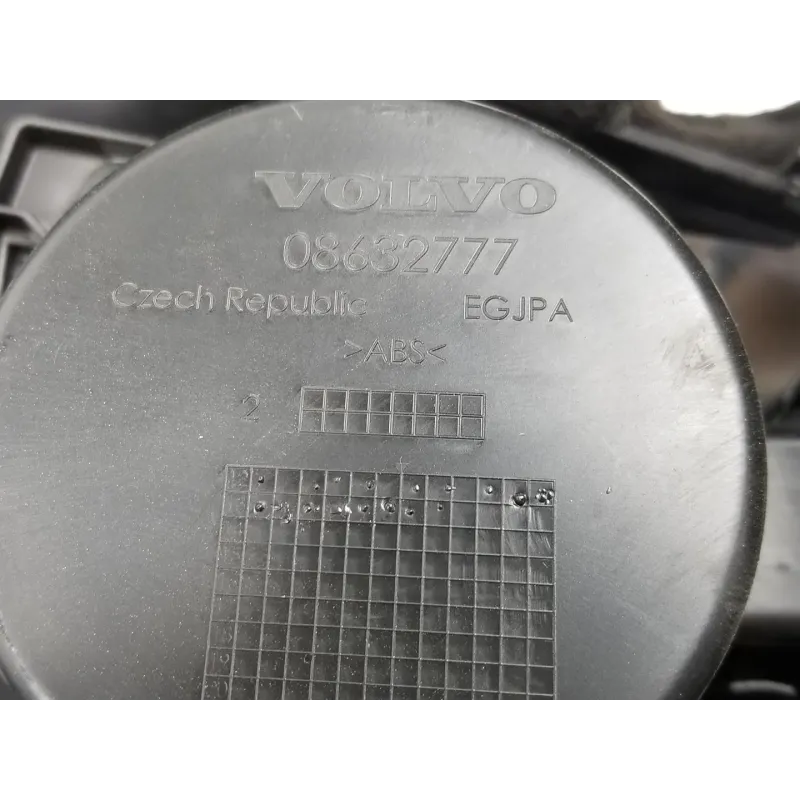 VOLVO
08632777
Czech Republic EGJPA
>ABS<
2